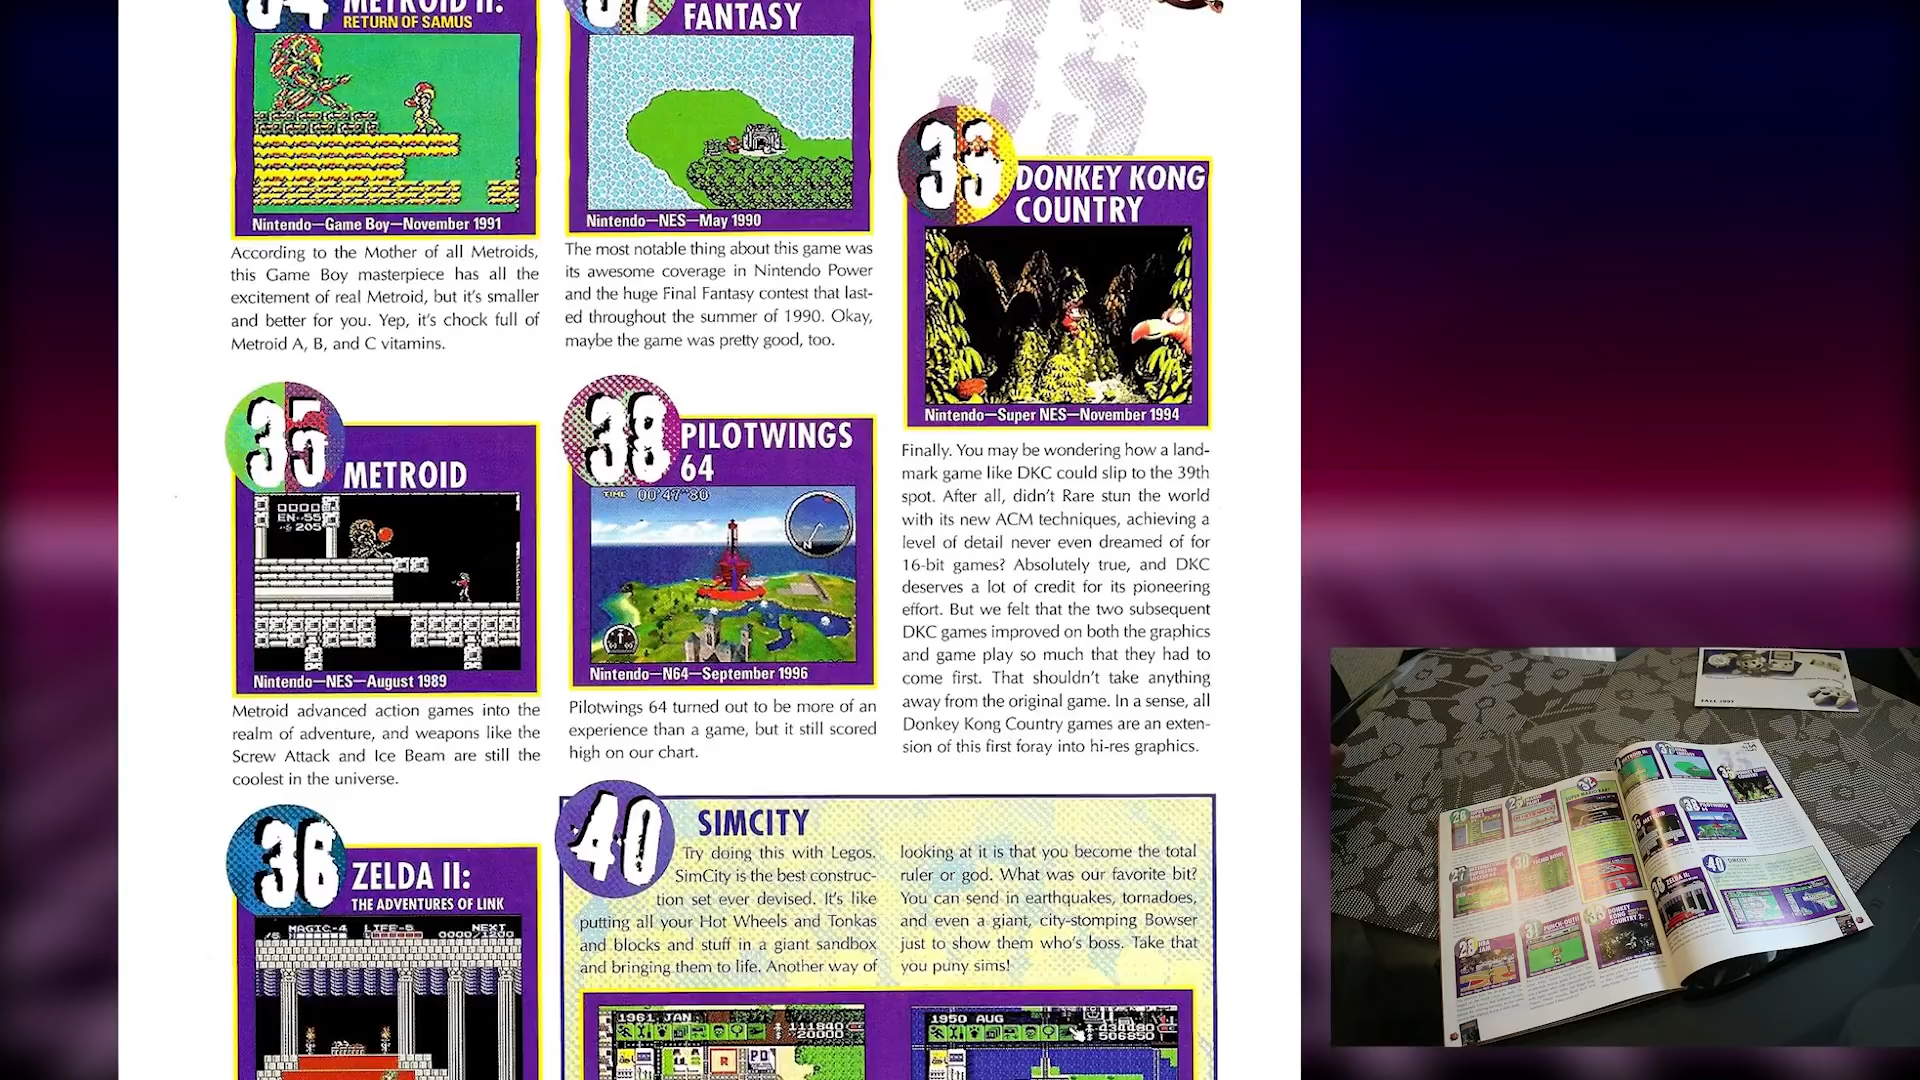 34
METROID II:
RETURN OF SAMUS
Nintendo—Game Boy—November 1991
According to the Mother of all Metroids,
this Game Boy masterpiece has all the
excitement of real Metroid, but it's smaller
and better for you. Yep, it's chock full of
Metroid A, B, and C vitamins.
35
METROID
EN..55
205
Nintendo—NES—August 1989
Metroid advanced action games into the
realm of adventure, and weapons like the
Screw Attack and Ice Beam are still the
coolest in the universe.
36
ZELDA II:
THE ADVENTURES OF LINK
MAGIC-4 LIFE-5 NEXT
0000/1200
37
FANTASY
Nintendo—NES—May 1990
The most notable thing about this game was
its awesome coverage in Nintendo Power
and the huge Final Fantasy contest that last-
ed throughout the summer of 1990. Okay,
maybe the game was pretty good, too.
38
PILOTWINGS
64
TIME 00'47"80
N
Nintendo—N64—September 1996
Pilotwings 64 turned out to be more of an
experience than a game, but it still scored
high on our chart.
39
DONKEY KONG
COUNTRY
Nintendo—Super NES—November 1994
Finally. You may be wondering how a land-
mark game like DKC could slip to the 39th
spot. After all, didn't Rare stun the world
with its new ACM techniques, achieving a
level of detail never even dreamed of for
16-bit games? Absolutely true, and DKC
deserves a lot of credit for its pioneering
effort. But we felt that the two subsequent
DKC games improved on both the graphics
and game play so much that they had to
come first. That shouldn't take anything
away from the original game. In a sense, all
Donkey Kong Country games are an exten-
sion of this first foray into hi-res graphics.
40
SIMCITY
Try doing this with Legos.
SimCity is the best construc-
tion set ever devised. It's like
putting all your Hot Wheels and Tonkas
and blocks and stuff in a giant sandbox
and bringing them to life. Another way of
looking at it is that you become the total
ruler or god. What was our favorite bit?
You can send in earthquakes, tornadoes,
and even a giant, city-stomping Bowser
just to show them who's boss. Take that
you puny sims!
1961 JAN
111840
20000
R PD
1950 AUG
434480
506850
FALL 1997